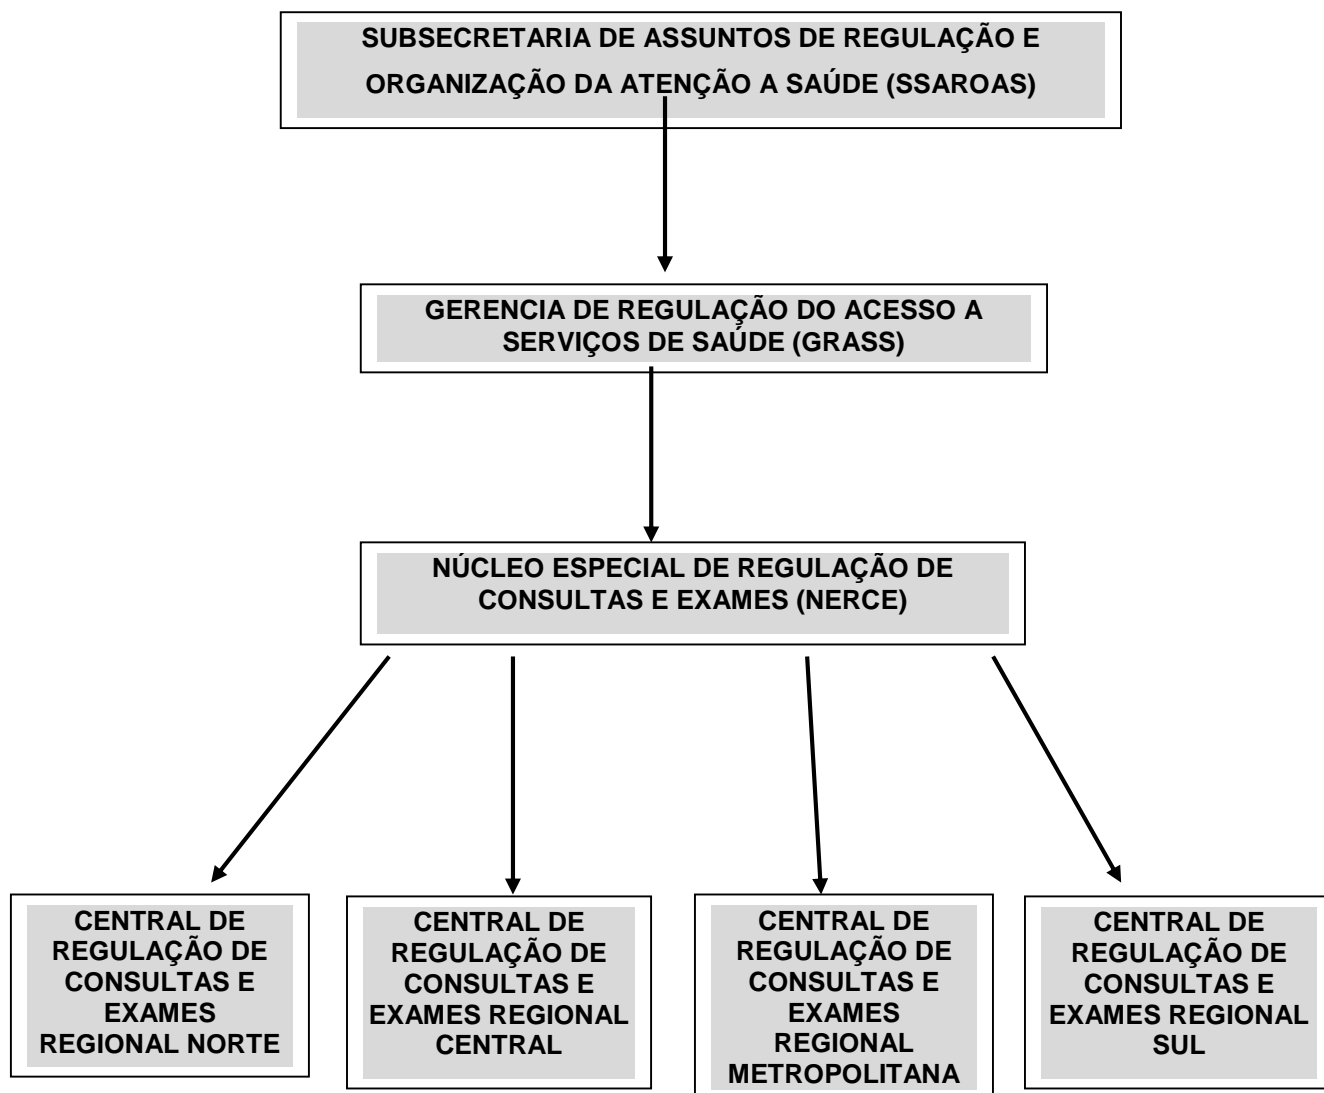 SUBSECRETARIA DE ASSUNTOS DE REGULAÇÃO E
ORGANIZAÇÃO DA ATENÇÃO A SAÚDE (SSAROAS)
GERENCIA DE REGULAÇÃO DO ACESSO A
SERVIÇOS DE SAÚDE (GRASS)
NÚCLEO ESPECIAL DE REGULAÇÃO DE
CONSULTAS E EXAMES (NERCE)
CENTRAL DE
REGULAÇÃO DE
CONSULTAS E
EXAMES
REGIONAL NORTE
CENTRAL DE
REGULAÇÃO DE
CONSULTAS E
EXAMES REGIONAL
CENTRAL
CENTRAL DE
REGULAÇÃO DE
CONSULTAS E
EXAMES
REGIONAL
METROPOLITANA
CENTRAL DE
REGULAÇÃO DE
CONSULTAS E
EXAMES REGIONAL
SUL